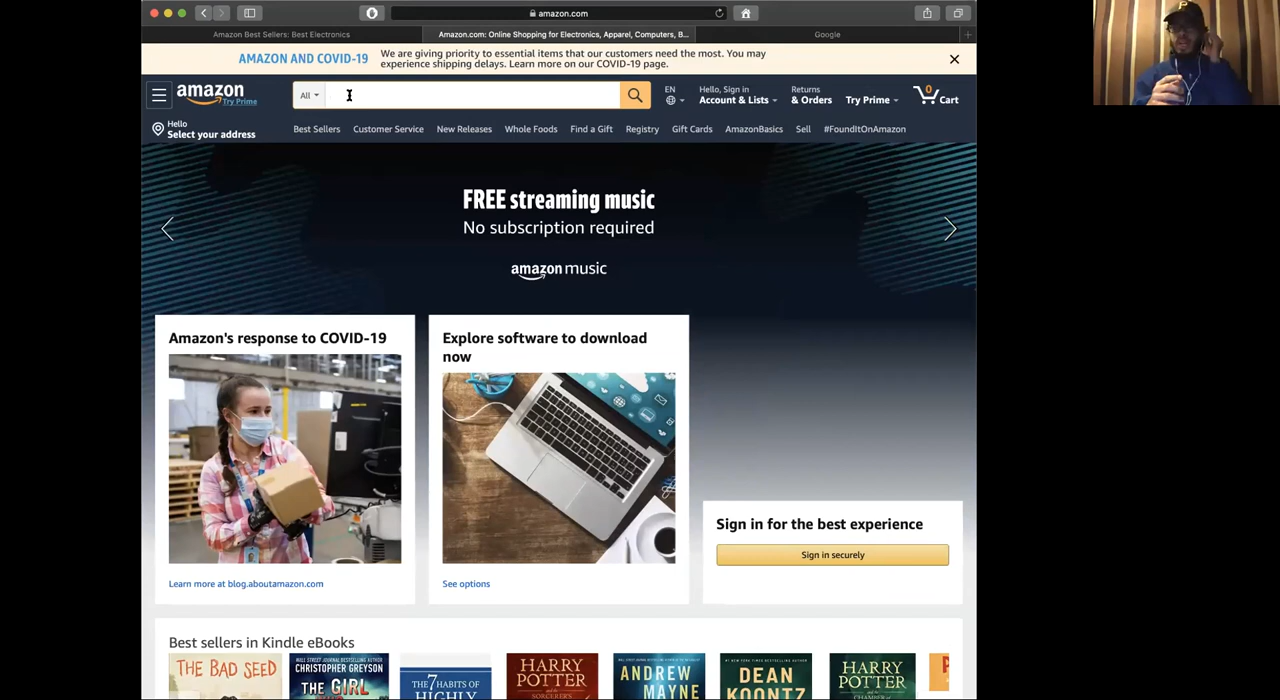 amazon.com
Amazon Best Sellers: Best Electronics
Amazon.com: Online Shopping for Electronics, Apparel, Computers, B...
Google
AMAZON AND COVID-19
We are giving priority to essential items that our customers need the most. You may
experience shipping delays. Learn more on our COVID-19 page.
amazon
Try Prime
All
EN
Hello, Sign in
Account & Lists
Returns
& Orders
Try Prime
0
Cart
Hello
Select your address
Best Sellers
Customer Service
New Releases
Whole Foods
Find a Gift
Registry
Gift Cards
AmazonBasics
Sell
#FoundItOnAmazon
FREE streaming music
No subscription required
amazon music
Amazon's response to COVID-19
Learn more at blog.aboutamazon.com
Explore software to download
now
See options
Sign in for the best experience
Sign in securely
Best sellers in Kindle eBooks
THE BAD SEED
CHRISTOPHER GREYSON
THE GIRL
THE 7 HABITS OF
HIGHLY
HARRY
POTTER
ANDREW
MAYNE
DEAN
KOONTZ
HARRY
POTTER
P